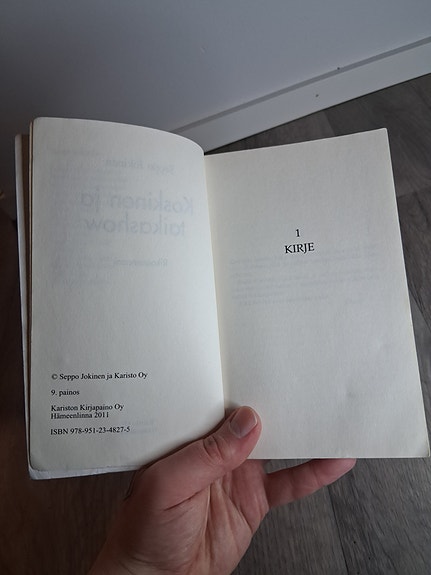 © Seppo Jokinen ja Karisto Oy
9. painos
Kariston Kirjapaino Oy
Hämeenlinna 2011
ISBN 978-951-23-4827-5
1
KIRJE